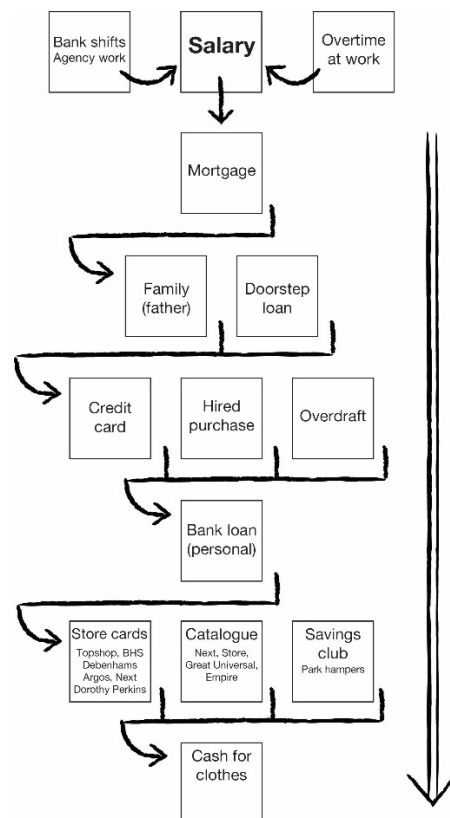 Bank shifts
Agency work
Salary
Overtime
at work
Mortgage
Family
(father)
Doorstep
loan
Credit
card
Hired
purchase
Overdraft
Bank loan
(personal)
Store cards
Topshop, BHS
Debenhams
Argos, Next
Dorothy Perkins
Catalogue
Next, Store,
Great Universal,
Empire
Savings
club
Park hampers
Cash for
clothes